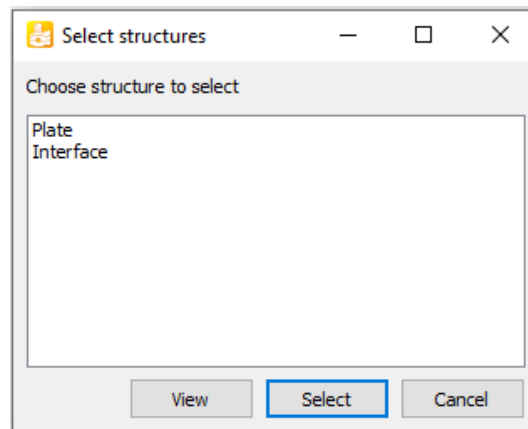 Select structures
Choose structure to select
Plate
Interface
View Select Cancel